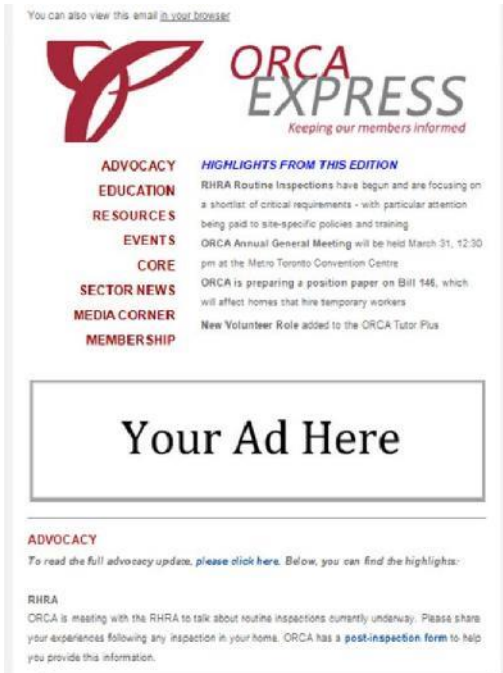 You can also view this email in your browser
ORCA
EXPRESS
Keeping our members informed
ADVOCACY
EDUCATION
RESOURCES
EVENTS
CORE
SECTOR NEWS
MEDIA CORNER
MEMBERSHIP
HIGHLIGHTS FROM THIS EDITION
RHRA Routine Inspections have begun and are focusing on
a shortlist of critical requirements - with particular attention
being paid to site-specific policies and training
ORCA Annual General Meeting will be held March 31, 12:30
pm at the Metro Toronto Convention Centre
ORCA is preparing a position paper on Bill 146, which
will affect homes that hire temporary workers
New Volunteer Role added to the ORCA Tutor Plus
Your Ad Here
ADVOCACY
To read the full advocacy update, please click here. Below, you can find the highlights:
RHRA
ORCA is meeting with the RHRA to talk about routine inspections currently underway. Please share
your experiences following any inspection in your home. ORCA has a post-inspection form to help
you provide this information.